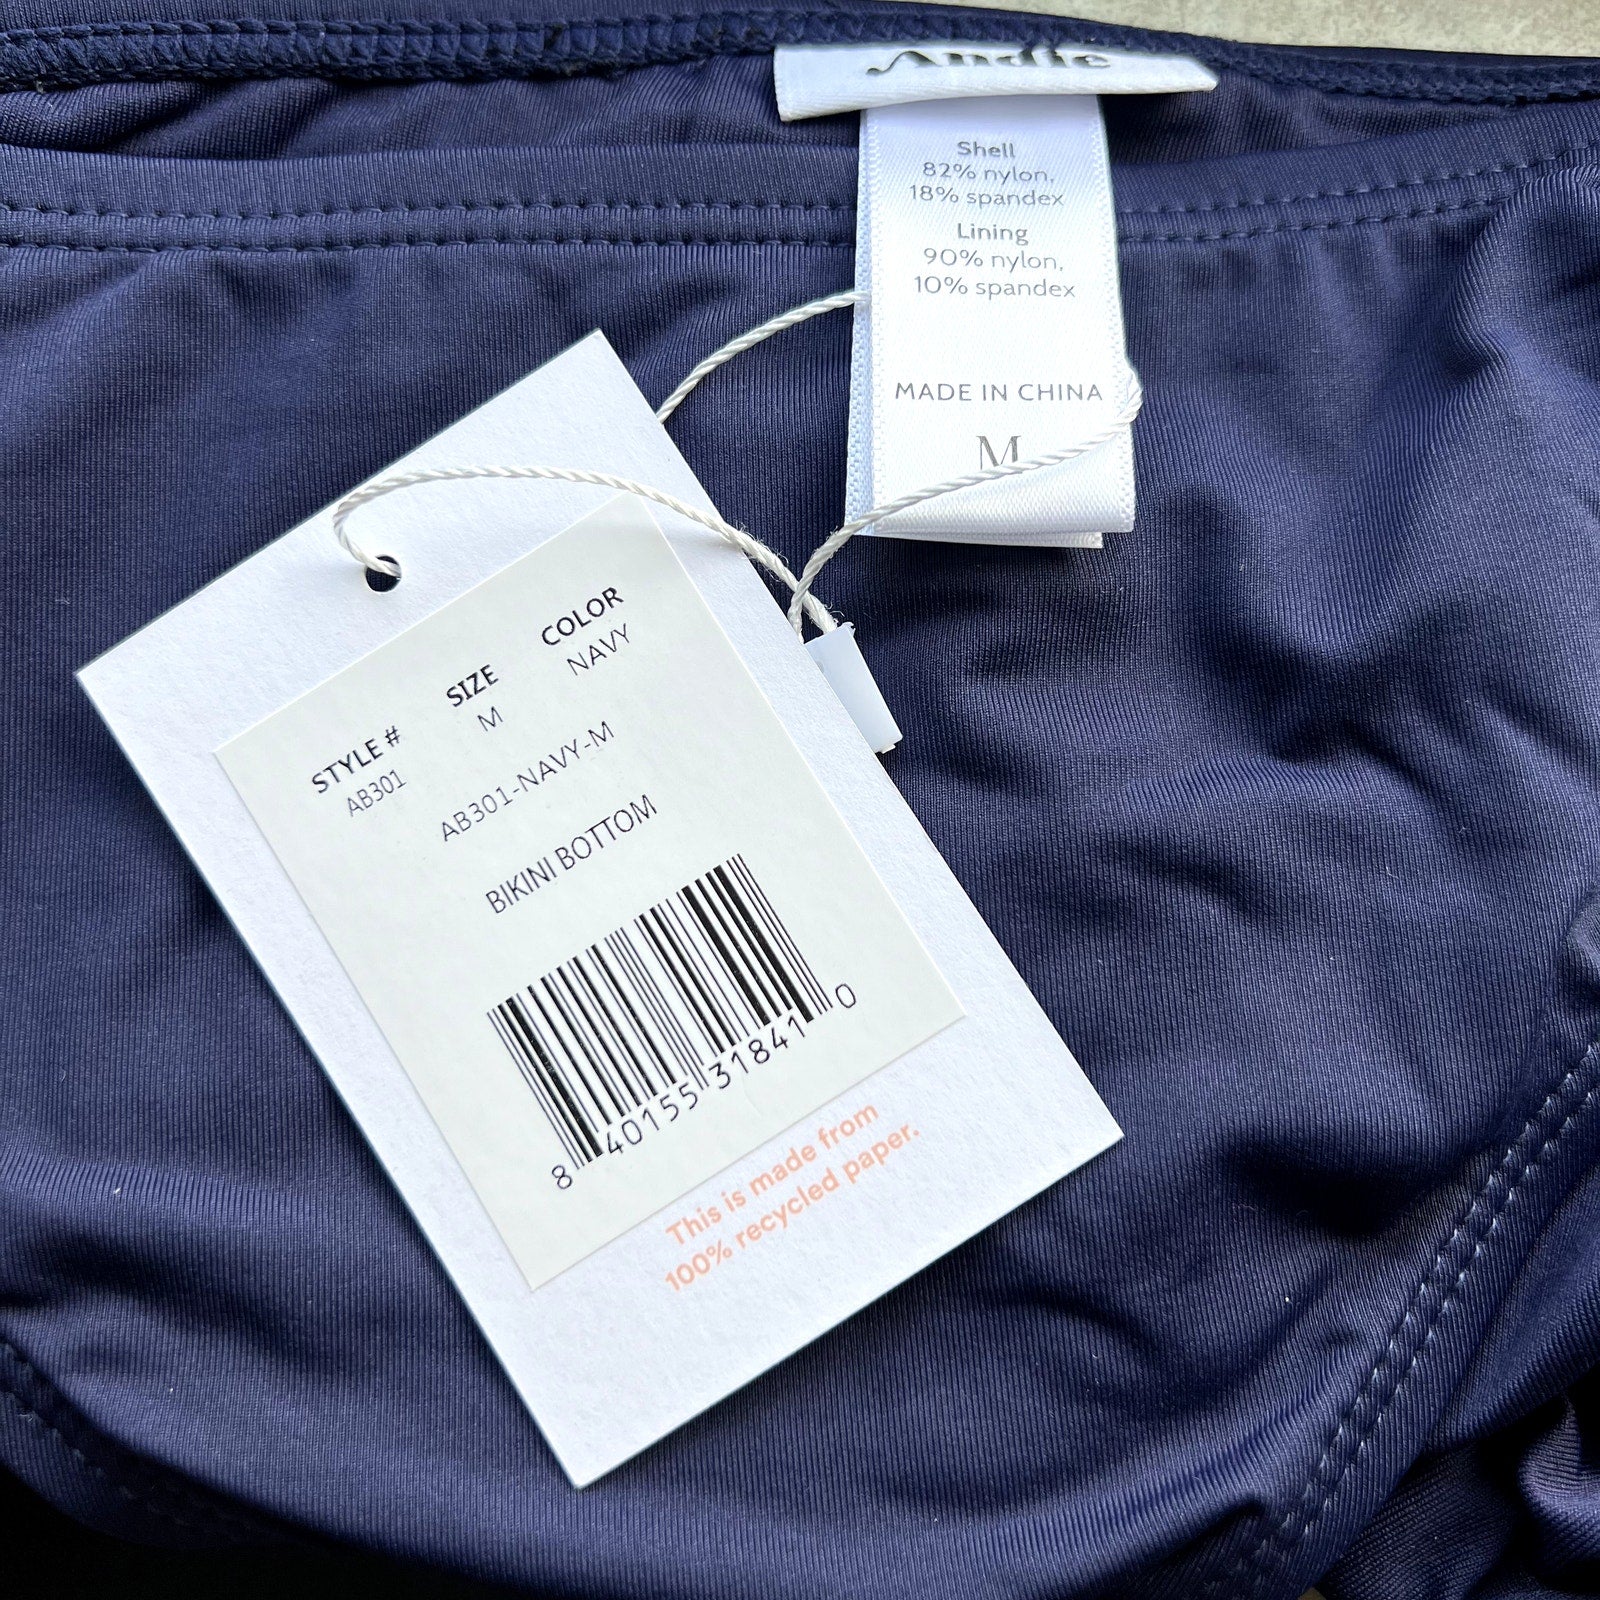 Andie
Shell
82% nylon,
18% spandex
Lining
90% nylon,
10% spandex
MADE IN CHINA
M
STYLE # SIZE COLOR
AB301 M NAVY
AB301-NAVY-M
BIKINI BOTTOM
8 40155 31841 0
This is made from
100% recycled paper.